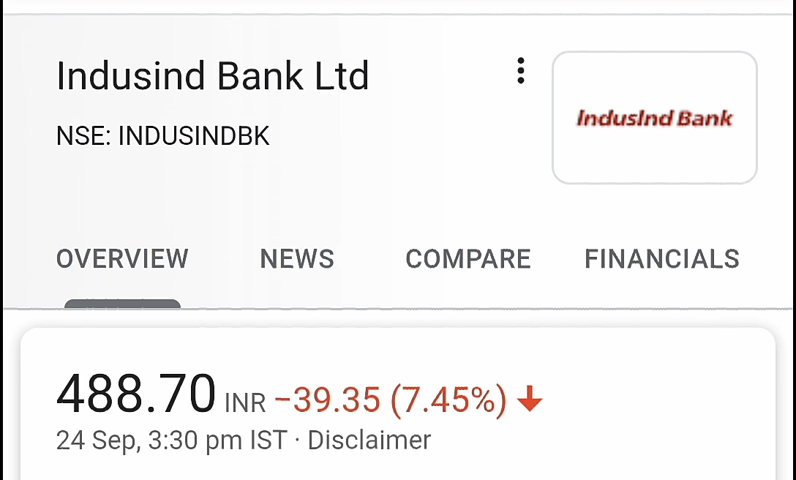 Indusind Bank Ltd
NSE: INDUSINDBK
IndusInd Bank
OVERVIEW NEWS COMPARE FINANCIALS
488.70 INR −39.35 (7.45%) ↓
24 Sep, 3:30 pm IST · Disclaimer